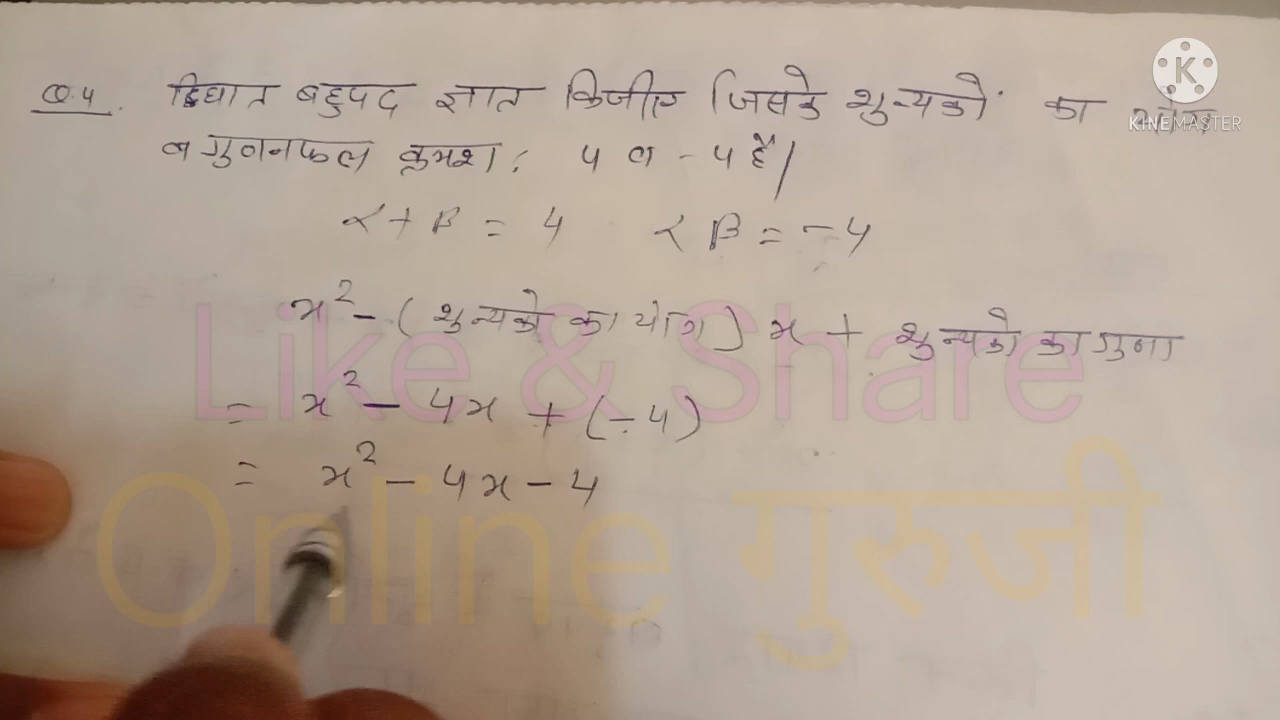 Q.4. द्विघात बहुपद ज्ञात किजीए जिसके शुन्यको का योग
व गुणनफल क्रमश: 4 व -4 है|
α + β = 4 αβ = -4
x² - (शुन्यको का योग) x + शुन्यको का गुणा
= x² - 4x + (-4)
= x² - 4x - 4
K
KINEMASTER
Like & Share
Online गुरुजी